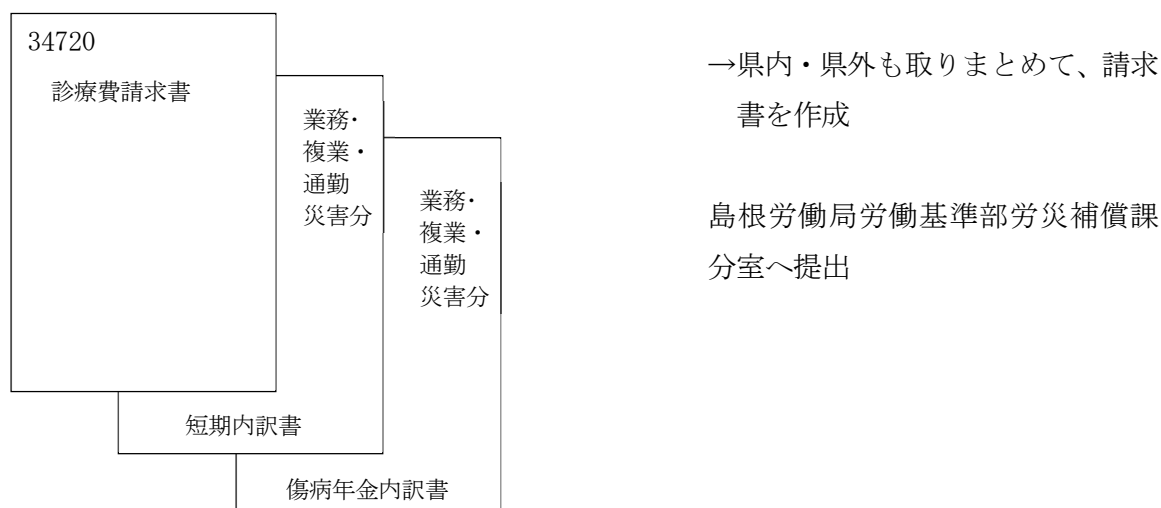 34720
診療費請求書
業務・
複業・
通勤
災害分
短期内訳書
業務・
複業・
通勤
災害分
傷病年金内訳書
→県内・県外も取りまとめて、請求
書を作成
島根労働局労働基準部労災補償課
分室へ提出